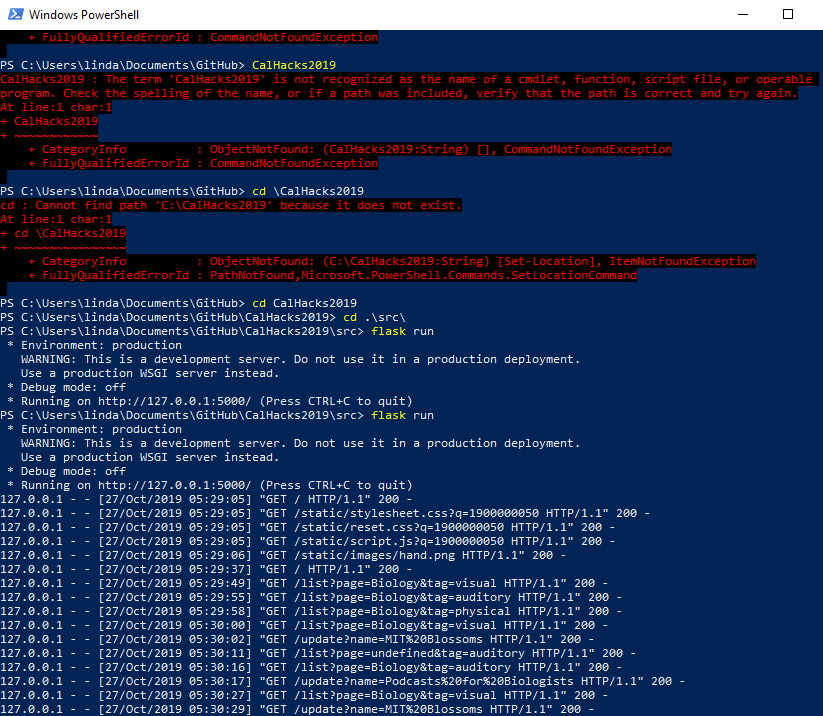 Windows PowerShell
+ FullyQualifiedErrorId : CommandNotFoundException
PS C:\Users\linda\Documents\GitHub> CalHacks2019
CalHacks2019 : The term 'CalHacks2019' is not recognized as the name of a cmdlet, function, script file, or operable
program. Check the spelling of the name, or if a path was included, verify that the path is correct and try again.
At line:1 char:1
+ CalHacks2019
+ ~~~~~~~~~~~~
+ CategoryInfo : ObjectNotFound: (CalHacks2019:String) [], CommandNotFoundException
+ FullyQualifiedErrorId : CommandNotFoundException
PS C:\Users\linda\Documents\GitHub> cd \CalHacks2019
cd : Cannot find path 'C:\CalHacks2019' because it does not exist.
At line:1 char:1
+ cd \CalHacks2019
+ ~~~~~~~~~~~~~~~~
+ CategoryInfo : ObjectNotFound: (C:\CalHacks2019:String) [Set-Location], ItemNotFoundException
+ FullyQualifiedErrorId : PathNotFound,Microsoft.PowerShell.Commands.SetLocationCommand
PS C:\Users\linda\Documents\GitHub> cd CalHacks2019
PS C:\Users\linda\Documents\GitHub\CalHacks2019> cd .\src\
PS C:\Users\linda\Documents\GitHub\CalHacks2019\src> flask run
* Environment: production
WARNING: This is a development server. Do not use it in a production deployment.
Use a production WSGI server instead.
* Debug mode: off
* Running on http://127.0.0.1:5000/ (Press CTRL+C to quit)
PS C:\Users\linda\Documents\GitHub\CalHacks2019\src> flask run
* Environment: production
WARNING: This is a development server. Do not use it in a production deployment.
Use a production WSGI server instead.
* Debug mode: off
* Running on http://127.0.0.1:5000/ (Press CTRL+C to quit)
127.0.0.1 - - [27/Oct/2019 05:29:05] "GET / HTTP/1.1" 200 -
127.0.0.1 - - [27/Oct/2019 05:29:05] "GET /static/stylesheet.css?q=1900000050 HTTP/1.1" 200 -
127.0.0.1 - - [27/Oct/2019 05:29:05] "GET /static/reset.css?q=1900000050 HTTP/1.1" 200 -
127.0.0.1 - - [27/Oct/2019 05:29:05] "GET /static/script.js?q=1900000050 HTTP/1.1" 200 -
127.0.0.1 - - [27/Oct/2019 05:29:06] "GET /static/images/hand.png HTTP/1.1" 200 -
127.0.0.1 - - [27/Oct/2019 05:29:37] "GET / HTTP/1.1" 200 -
127.0.0.1 - - [27/Oct/2019 05:29:49] "GET /list?page=Biology&tag=visual HTTP/1.1" 200 -
127.0.0.1 - - [27/Oct/2019 05:29:55] "GET /list?page=Biology&tag=auditory HTTP/1.1" 200 -
127.0.0.1 - - [27/Oct/2019 05:29:58] "GET /list?page=Biology&tag=physical HTTP/1.1" 200 -
127.0.0.1 - - [27/Oct/2019 05:30:00] "GET /list?page=Biology&tag=visual HTTP/1.1" 200 -
127.0.0.1 - - [27/Oct/2019 05:30:02] "GET /update?name=MIT%20Blossoms HTTP/1.1" 200 -
127.0.0.1 - - [27/Oct/2019 05:30:11] "GET /list?page=undefined&tag=auditory HTTP/1.1" 200 -
127.0.0.1 - - [27/Oct/2019 05:30:16] "GET /list?page=Biology&tag=auditory HTTP/1.1" 200 -
127.0.0.1 - - [27/Oct/2019 05:30:17] "GET /update?name=Podcasts%20for%20Biologists HTTP/1.1" 200 -
127.0.0.1 - - [27/Oct/2019 05:30:27] "GET /list?page=Biology&tag=visual HTTP/1.1" 200 -
127.0.0.1 - - [27/Oct/2019 05:30:29] "GET /update?name=MIT%20Blossoms HTTP/1.1" 200 -